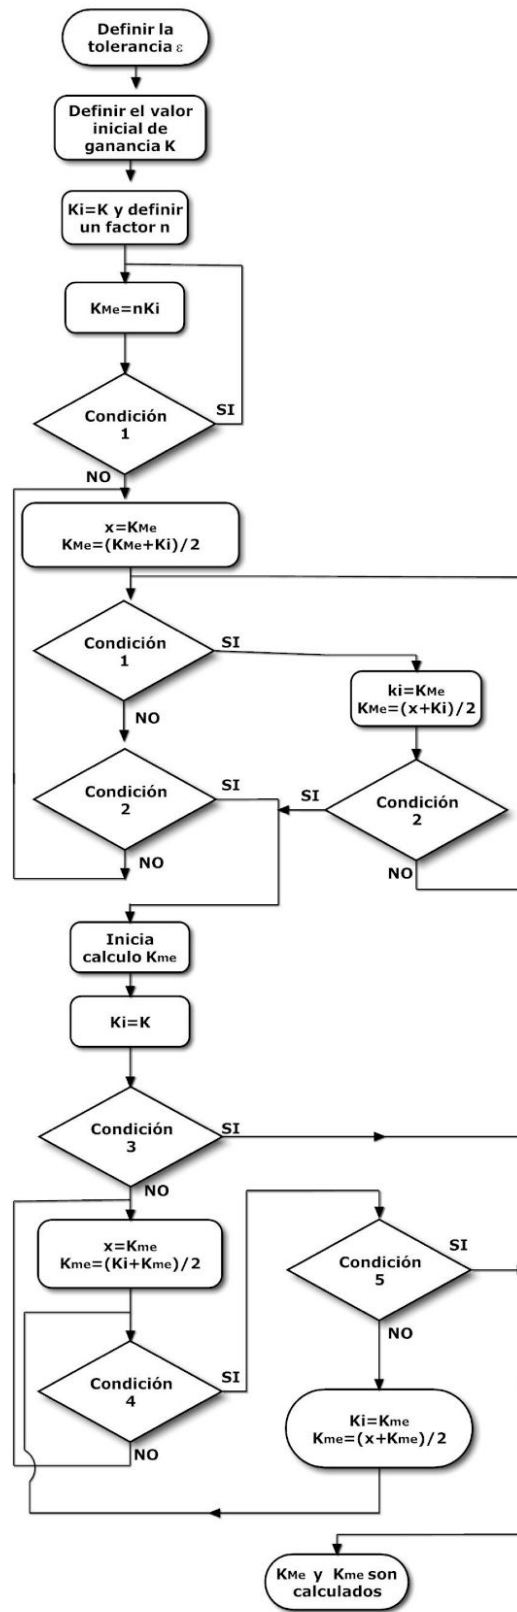 Definir la
tolerancia ε
Definir el valor
inicial de
ganancia K
Ki=K y definir
un factor n
KMe=nKi
Condición
1
SI
NO
x=KMe
KMe=(KMe+Ki)/2
Condición
1
SI
NO
ki=KMe
KMe=(x+Ki)/2
Condición
2
SI
NO
Condición
2
SI
NO
Inicia
calculo Kme
Ki=K
Condición
3
SI
NO
x=Kme
Kme=(Ki+Kme)/2
Condición
4
SI
NO
Condición
5
SI
NO
Ki=Kme
Kme=(x+Kme)/2
KMe y Kme son
calculados